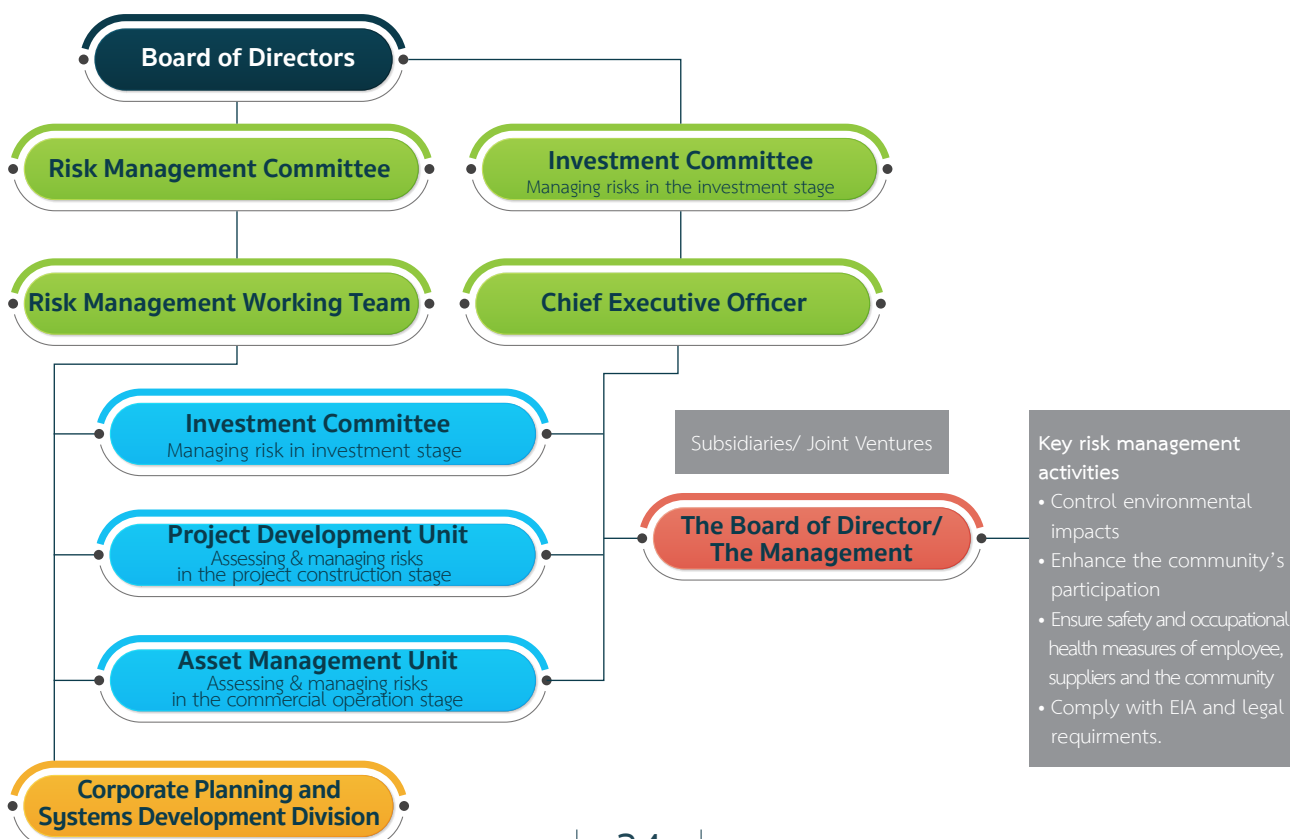 Board of Directors
Risk Management Committee
Investment Committee
Managing risks in the investment stage
Risk Management Working Team
Chief Executive Officer
Investment Committee
Managing risk in investment stage
Project Development Unit
Assessing & managing risks
in the project construction stage
Asset Management Unit
Assessing & managing risks
in the commercial operation stage
Corporate Planning and
Systems Development Division
Subsidiaries/ Joint Ventures
The Board of Director/
The Management
Key risk management
activities
• Control environmental
impacts
• Enhance the community's
participation
• Ensure safety and occupational
health measures of employee,
suppliers and the community
• Comply with EIA and legal
requirments.